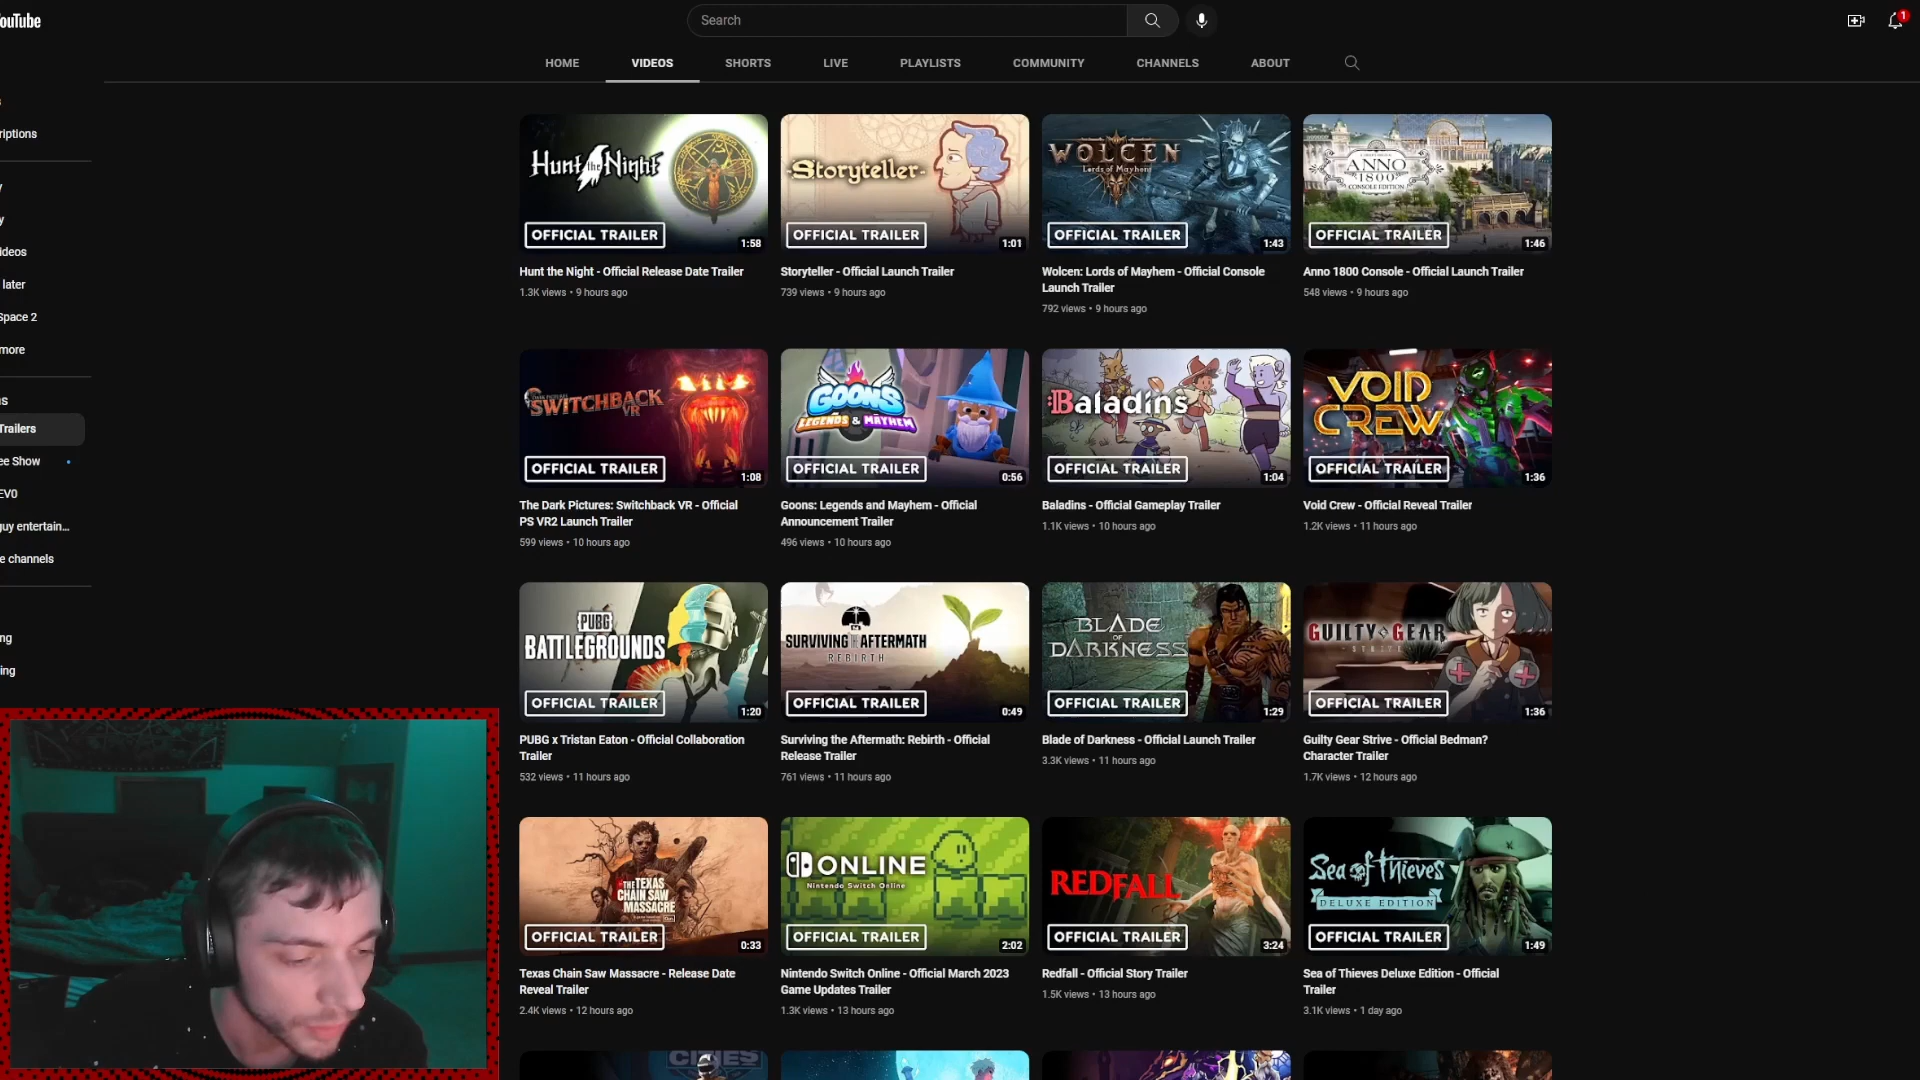 ouTube
Search
1
HOME
VIDEOS
SHORTS
LIVE
PLAYLISTS
COMMUNITY
CHANNELS
ABOUT
riptions
y
ideos
later
Space 2
more
Trailers
ee Show
EV0
guy entertain...
e channels
ng
ing
Hunt the Night
OFFICIAL TRAILER
1:58
Hunt the Night - Official Release Date Trailer
1.3K views • 9 hours ago
Storyteller
OFFICIAL TRAILER
1:01
Storyteller - Official Launch Trailer
739 views • 9 hours ago
WOLCEN
Lords of Mayhem
OFFICIAL TRAILER
1:43
Wolcen: Lords of Mayhem - Official Console
Launch Trailer
792 views • 9 hours ago
ANNO
1800
CONSOLE EDITION
OFFICIAL TRAILER
1:46
Anno 1800 Console - Official Launch Trailer
548 views • 9 hours ago
SWITCHBACK
VR
OFFICIAL TRAILER
1:08
The Dark Pictures: Switchback VR - Official
PS VR2 Launch Trailer
599 views • 10 hours ago
GOONS
LEGENDS & MAYHEM
OFFICIAL TRAILER
0:56
Goons: Legends and Mayhem - Official
Announcement Trailer
496 views • 10 hours ago
Baladins
OFFICIAL TRAILER
1:04
Baladins - Official Gameplay Trailer
1.1K views • 10 hours ago
VOID
CREW
OFFICIAL TRAILER
1:36
Void Crew - Official Reveal Trailer
1.2K views • 11 hours ago
PUBG
BATTLEGROUNDS
OFFICIAL TRAILER
1:20
PUBG x Tristan Eaton - Official Collaboration
Trailer
532 views • 11 hours ago
SURVIVING THE AFTERMATH
REBIRTH
OFFICIAL TRAILER
0:49
Surviving the Aftermath: Rebirth - Official
Release Trailer
761 views • 11 hours ago
BLADE
OF
DARKNESS
OFFICIAL TRAILER
1:29
Blade of Darkness - Official Launch Trailer
3.3K views • 11 hours ago
GUILTY GEAR
-STRIVE-
OFFICIAL TRAILER
1:36
Guilty Gear Strive - Official Bedman?
Character Trailer
1.7K views • 12 hours ago
THE TEXAS
CHAIN SAW
MASSACRE
OFFICIAL TRAILER
0:33
Texas Chain Saw Massacre - Release Date
Reveal Trailer
2.4K views • 12 hours ago
ONLINE
Nintendo Switch Online
OFFICIAL TRAILER
2:02
Nintendo Switch Online - Official March 2023
Game Updates Trailer
1.3K views • 13 hours ago
REDFALL
OFFICIAL TRAILER
3:24
Redfall - Official Story Trailer
1.5K views • 13 hours ago
Sea of Thieves
DELUXE EDITION
OFFICIAL TRAILER
1:49
Sea of Thieves Deluxe Edition - Official
Trailer
3.1K views • 1 day ago
CITIES